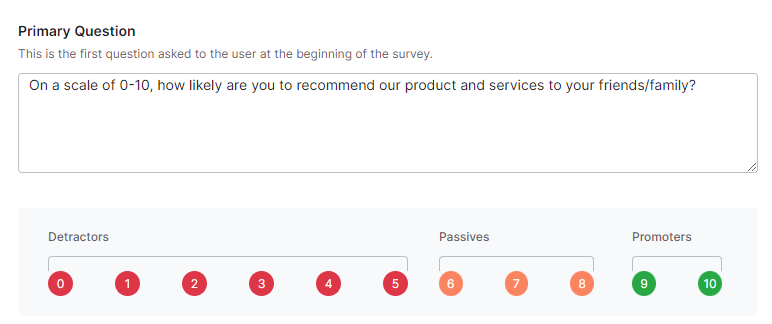 Primary Question
This is the first question asked to the user at the beginning of the survey.
On a scale of 0-10, how likely are you to recommend our product and services to your friends/family?
Detractors Passives Promoters
0 1 2 3 4 5 6 7 8 9 10